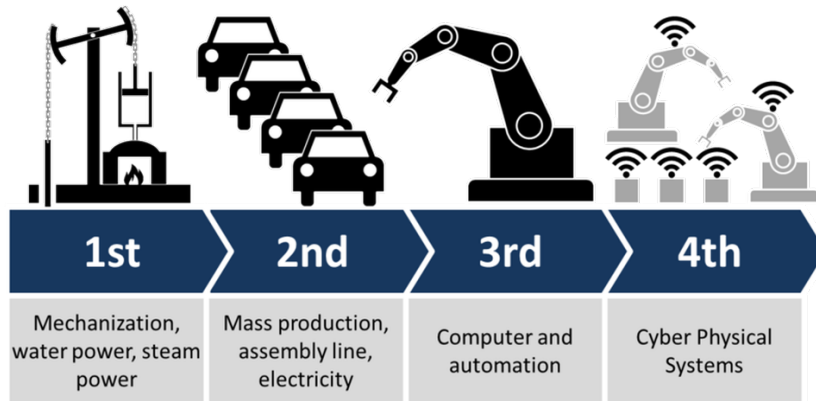 1st
2nd
3rd
4th
Mechanization,
water power, steam
power
Mass production,
assembly line,
electricity
Computer and
automation
Cyber Physical
Systems